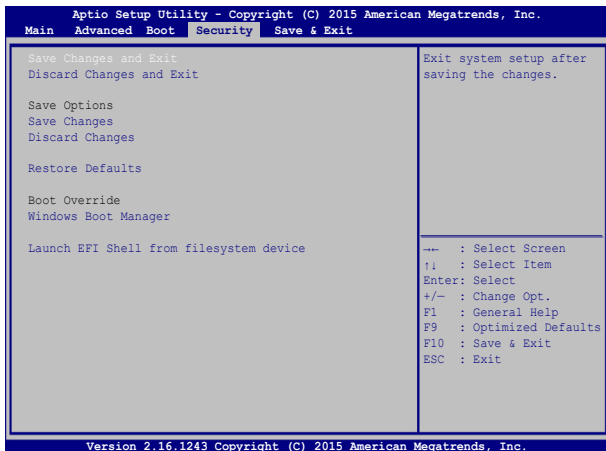 Aptio Setup Utility - Copyright (C) 2015 American Megatrends, Inc.
Main Advanced Boot Security Save & Exit
Save Changes and Exit
Discard Changes and Exit
Save Options
Save Changes
Discard Changes
Restore Defaults
Boot Override
Windows Boot Manager
Launch EFI Shell from filesystem device
Exit system setup after
saving the changes.
→← : Select Screen
↑↓ : Select Item
Enter: Select
+/— : Change Opt.
F1 : General Help
F9 : Optimized Defaults
F10 : Save & Exit
ESC : Exit
Version 2.16.1243 Copyright (C) 2015 American Megatrends, Inc.